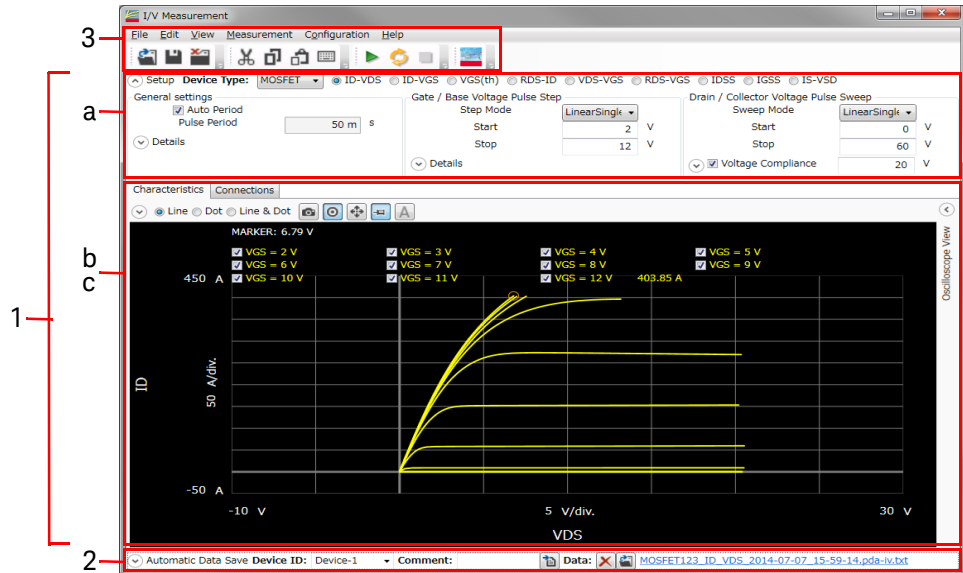 I/V Measurement
3
File Edit View Measurement Configuration Help
1
a
Setup Device Type: MOSFET ID-VDS ID-VGS VGS(th) RDS-ID VDS-VGS RDS-VGS IDSS IGSS IS-VSD
General settings
Auto Period
Pulse Period 50 m s
Details
Gate / Base Voltage Pulse Step
Step Mode LinearSingle
Start 2 V
Stop 12 V
Details
Drain / Collector Voltage Pulse Sweep
Sweep Mode LinearSingle
Start 0 V
Stop 60 V
Voltage Compliance 20 V
b
c
Characteristics Connections
Line Dot Line & Dot A
Oscilloscope View
MARKER: 6.79 V
VGS = 2 V VGS = 3 V VGS = 4 V VGS = 5 V
VGS = 6 V VGS = 7 V VGS = 8 V VGS = 9 V
450 A VGS = 10 V VGS = 11 V VGS = 12 V 403.85 A
ID
50 A/div.
-50 A
-10 V 5 V/div. 30 V
VDS
2
Automatic Data Save Device ID: Device-1 Comment: Data: MOSFET123_ID_VDS_2014-07-07_15-59-14.pda-iv.txt